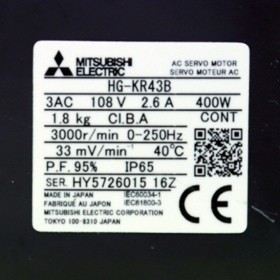 MITSUBISHI
ELECTRIC
AC SERVO MOTOR
SERVO MOTEUR AC
HG-KR43B
3AC 108 V 2.6 A 400W
1.8 kg CI.B.A CONT
3000r/min 0-250Hz
33 mV/min 40°C
P.F. 95% IP65
SER. HY5726015 16Z
MADE IN JAPAN IEC60034-1
FABRIQUÉ AU JAPON IEC61800-3
MITSUBISHI ELECTRIC CORPORATION
TOKYO 100-8310 JAPAN